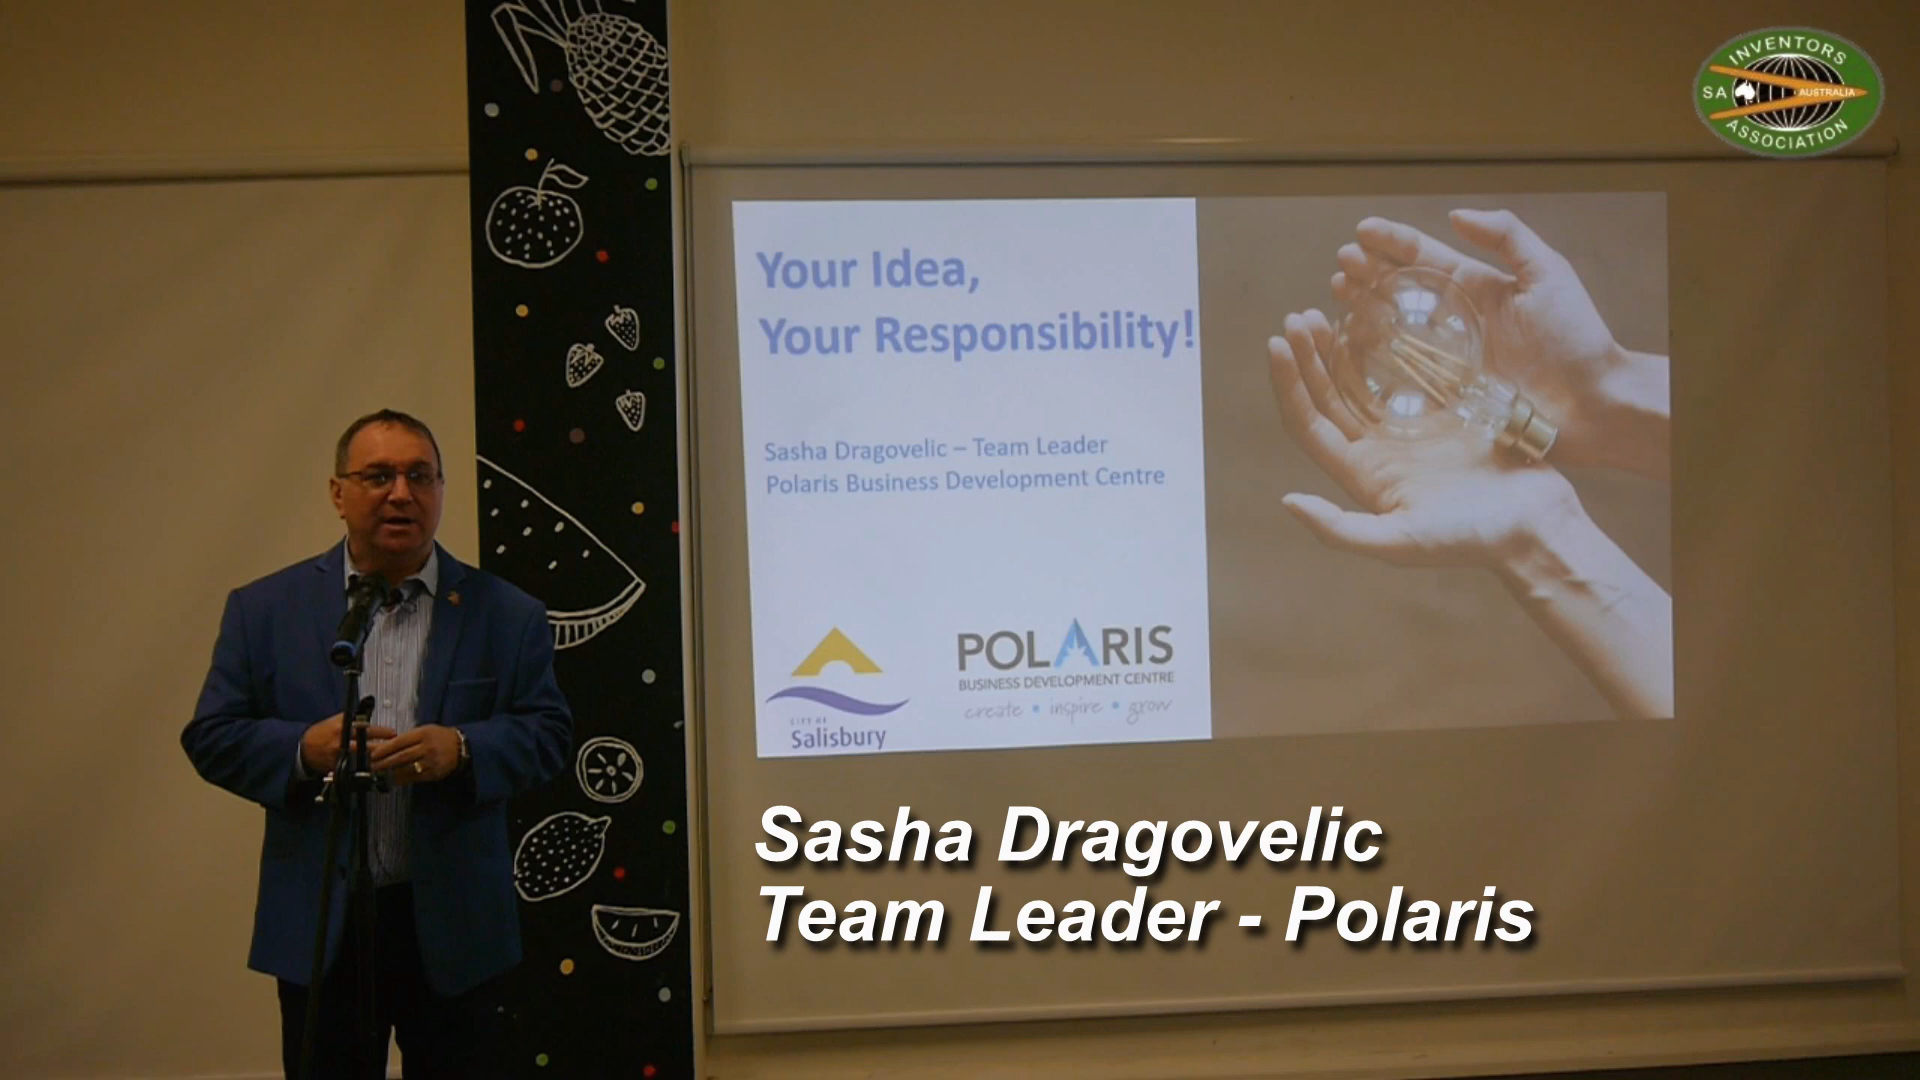 INVENTORS
SA AUSTRALIA
ASSOCIATION
Your Idea,
Your Responsibility!
Sasha Dragovelic – Team Leader
Polaris Business Development Centre
CITY OF
Salisbury
POLARIS
BUSINESS DEVELOPMENT CENTRE
create • inspire • grow
Sasha Dragovelic
Team Leader - Polaris